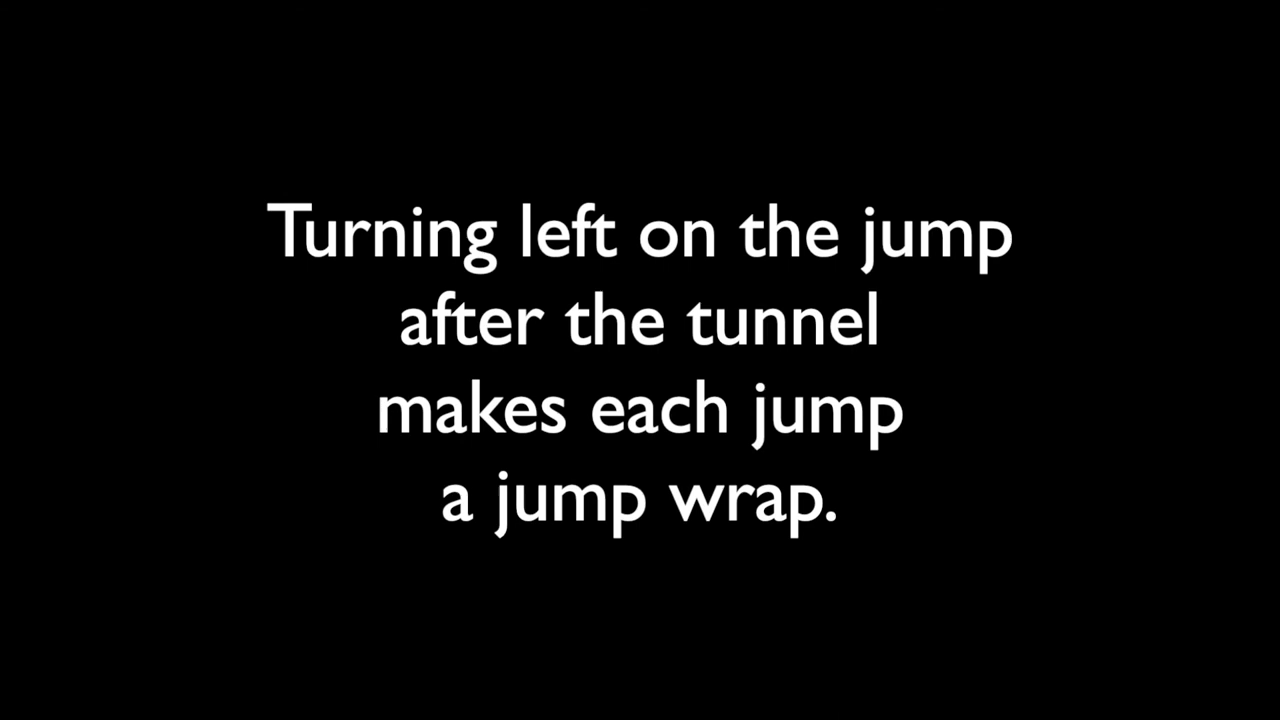 Turning left on the jump
after the tunnel
makes each jump
a jump wrap.